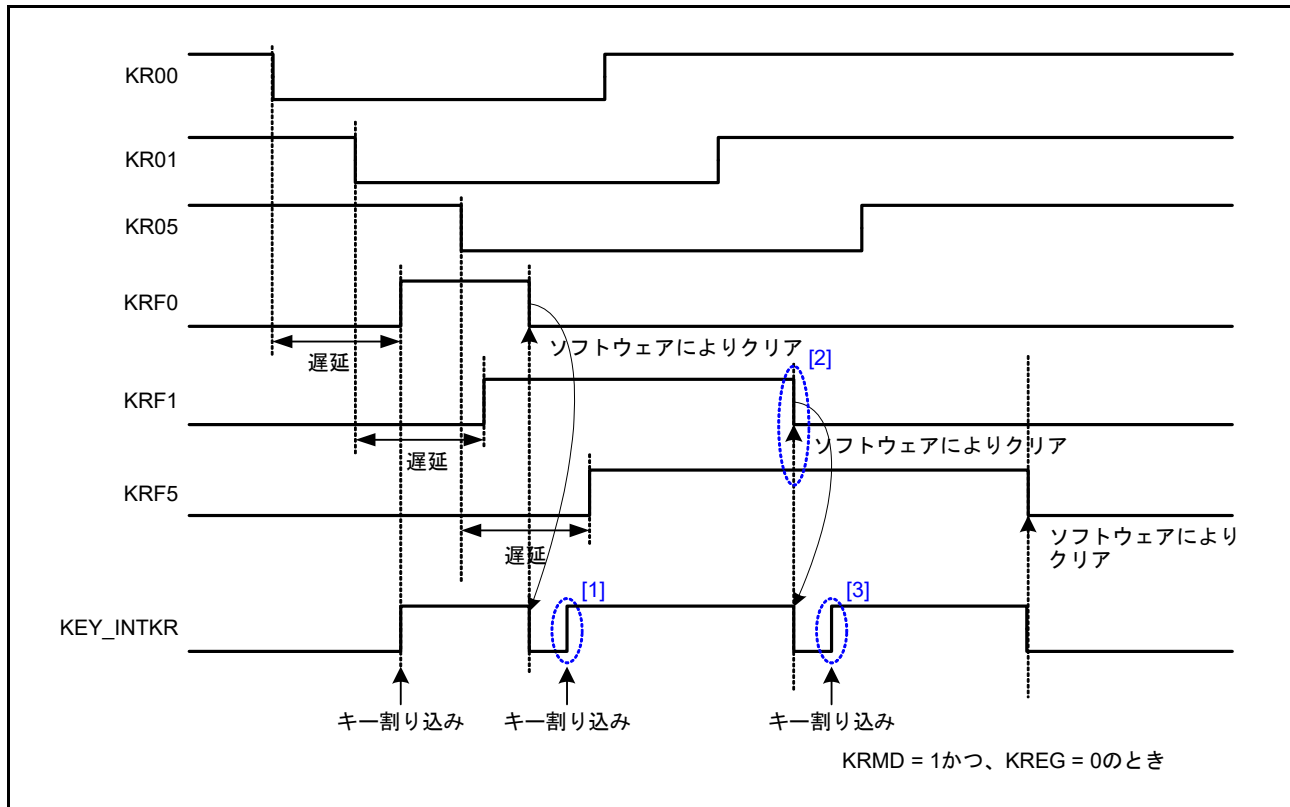 KR00
KR01
KR05
KRF0
遅延
ソフトウェアによりクリア
[2]
KRF1
遅延
ソフトウェアによりクリア
KRF5
遅延
ソフトウェアにより
クリア
[1]
[3]
KEY_INTKR
キー割り込み
キー割り込み
キー割り込み
KRMD = 1かつ、KREG = 0のとき